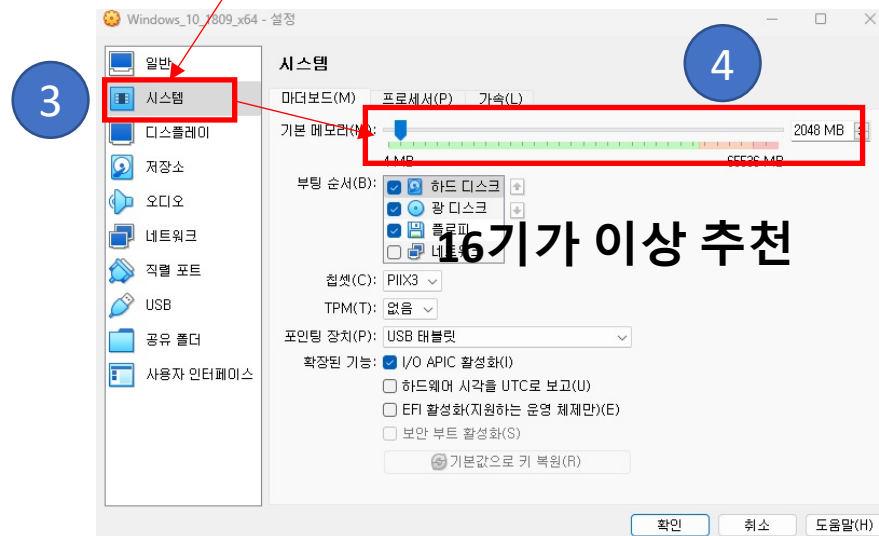 Windows_10_1809_x64 - 설정
일반
시스템
디스플레이
저장소
오디오
네트워크
직렬 포트
USB
공유 폴더
사용자 인터페이스
3
4
시스템
마더보드(M) 프로세서(P) 가속(L)
기본 메모리(M): 2048 MB
4 MB 65536 MB
부팅 순서(B):
하드 디스크
광 디스크
플로피
네트워크
16기가 이상 추천
칩셋(C): PIIX3
TPM(T): 없음
포인팅 장치(P): USB 태블릿
확장된 기능: I/O APIC 활성화(I)
하드웨어 시각을 UTC로 보고(U)
EFI 활성화(지원하는 운영 체제만)(E)
보안 부트 활성화(S)
기본값으로 키 복원(R)
확인 취소 도움말(H)